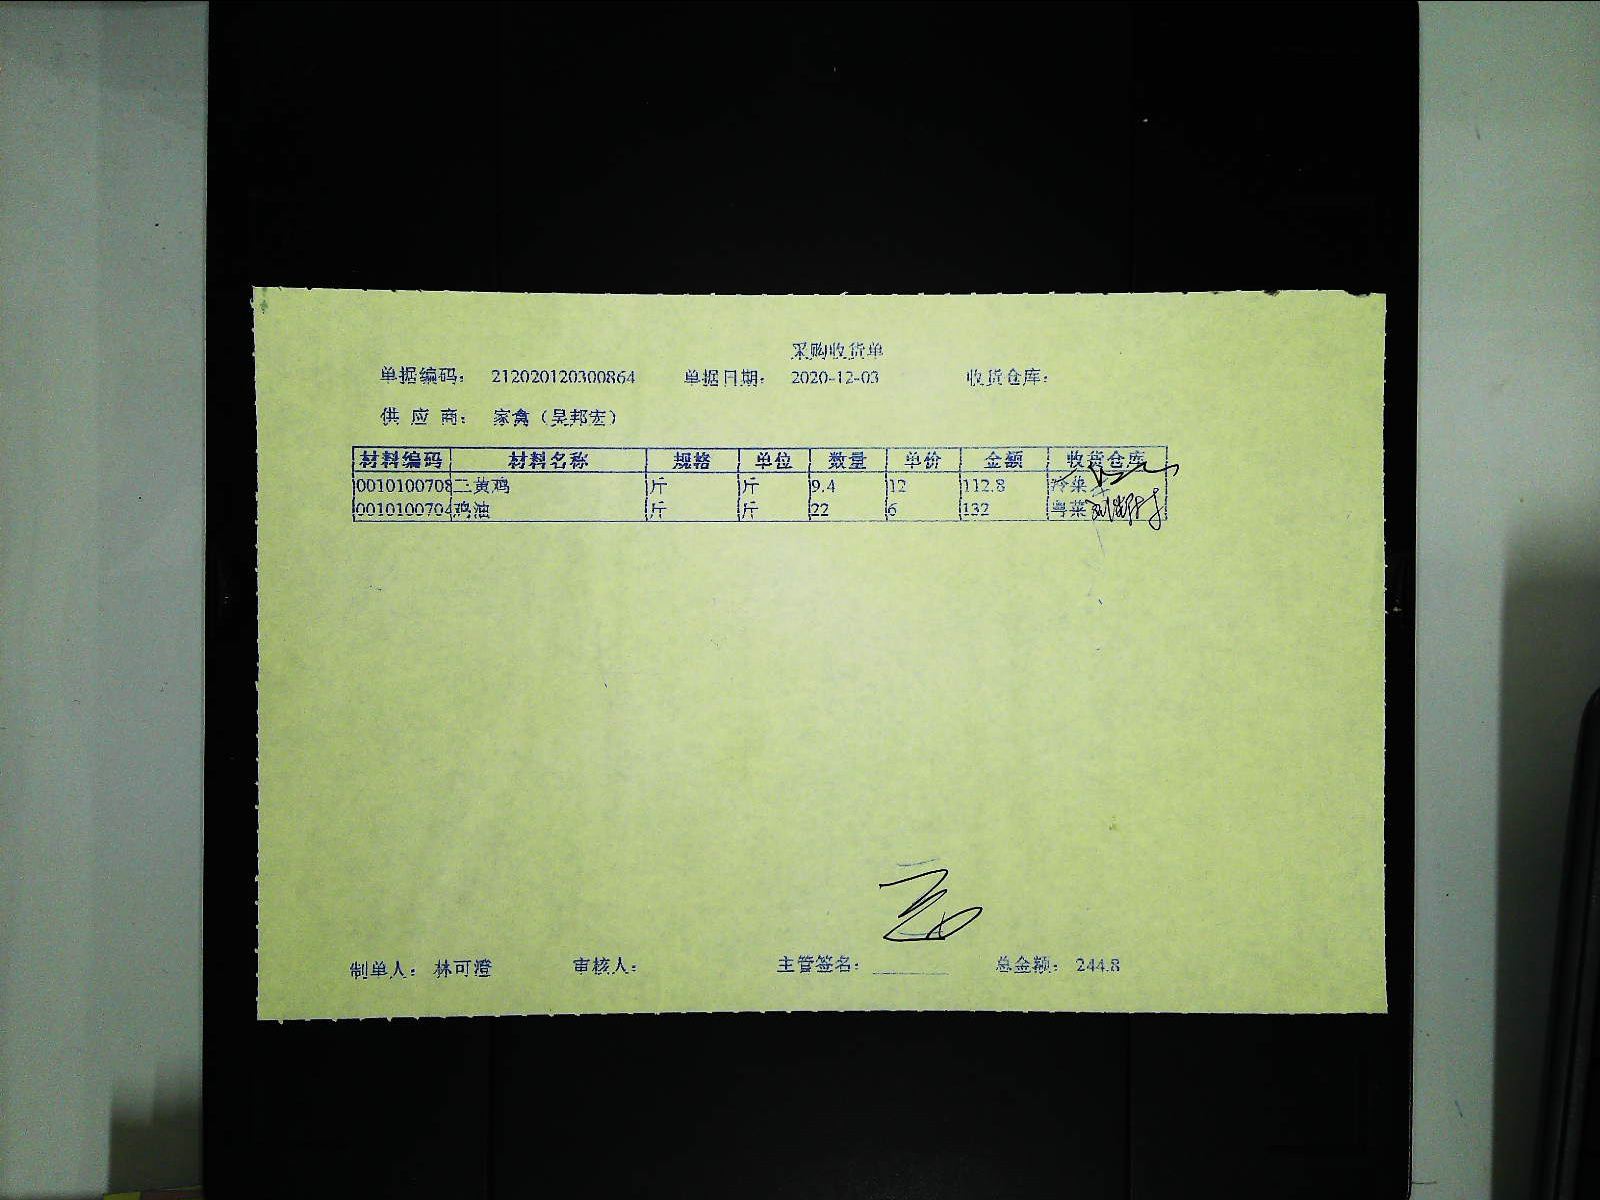 采购收货单
单据编码: 212020120300864 单据日期: 2020-12-03 收货仓库:
供 应 商: 家禽（吴邦宏）
材料编码 材料名称 规格 单位 数量 单价 金额 收货仓库
0010100708 三黄鸡 斤 斤 9.4 12 112.8 冷菜
0010100704 鸡油 斤 斤 22 6 132 粤菜
制单人: 林可澄 审核人: 主管签名: 总金额: 244.8